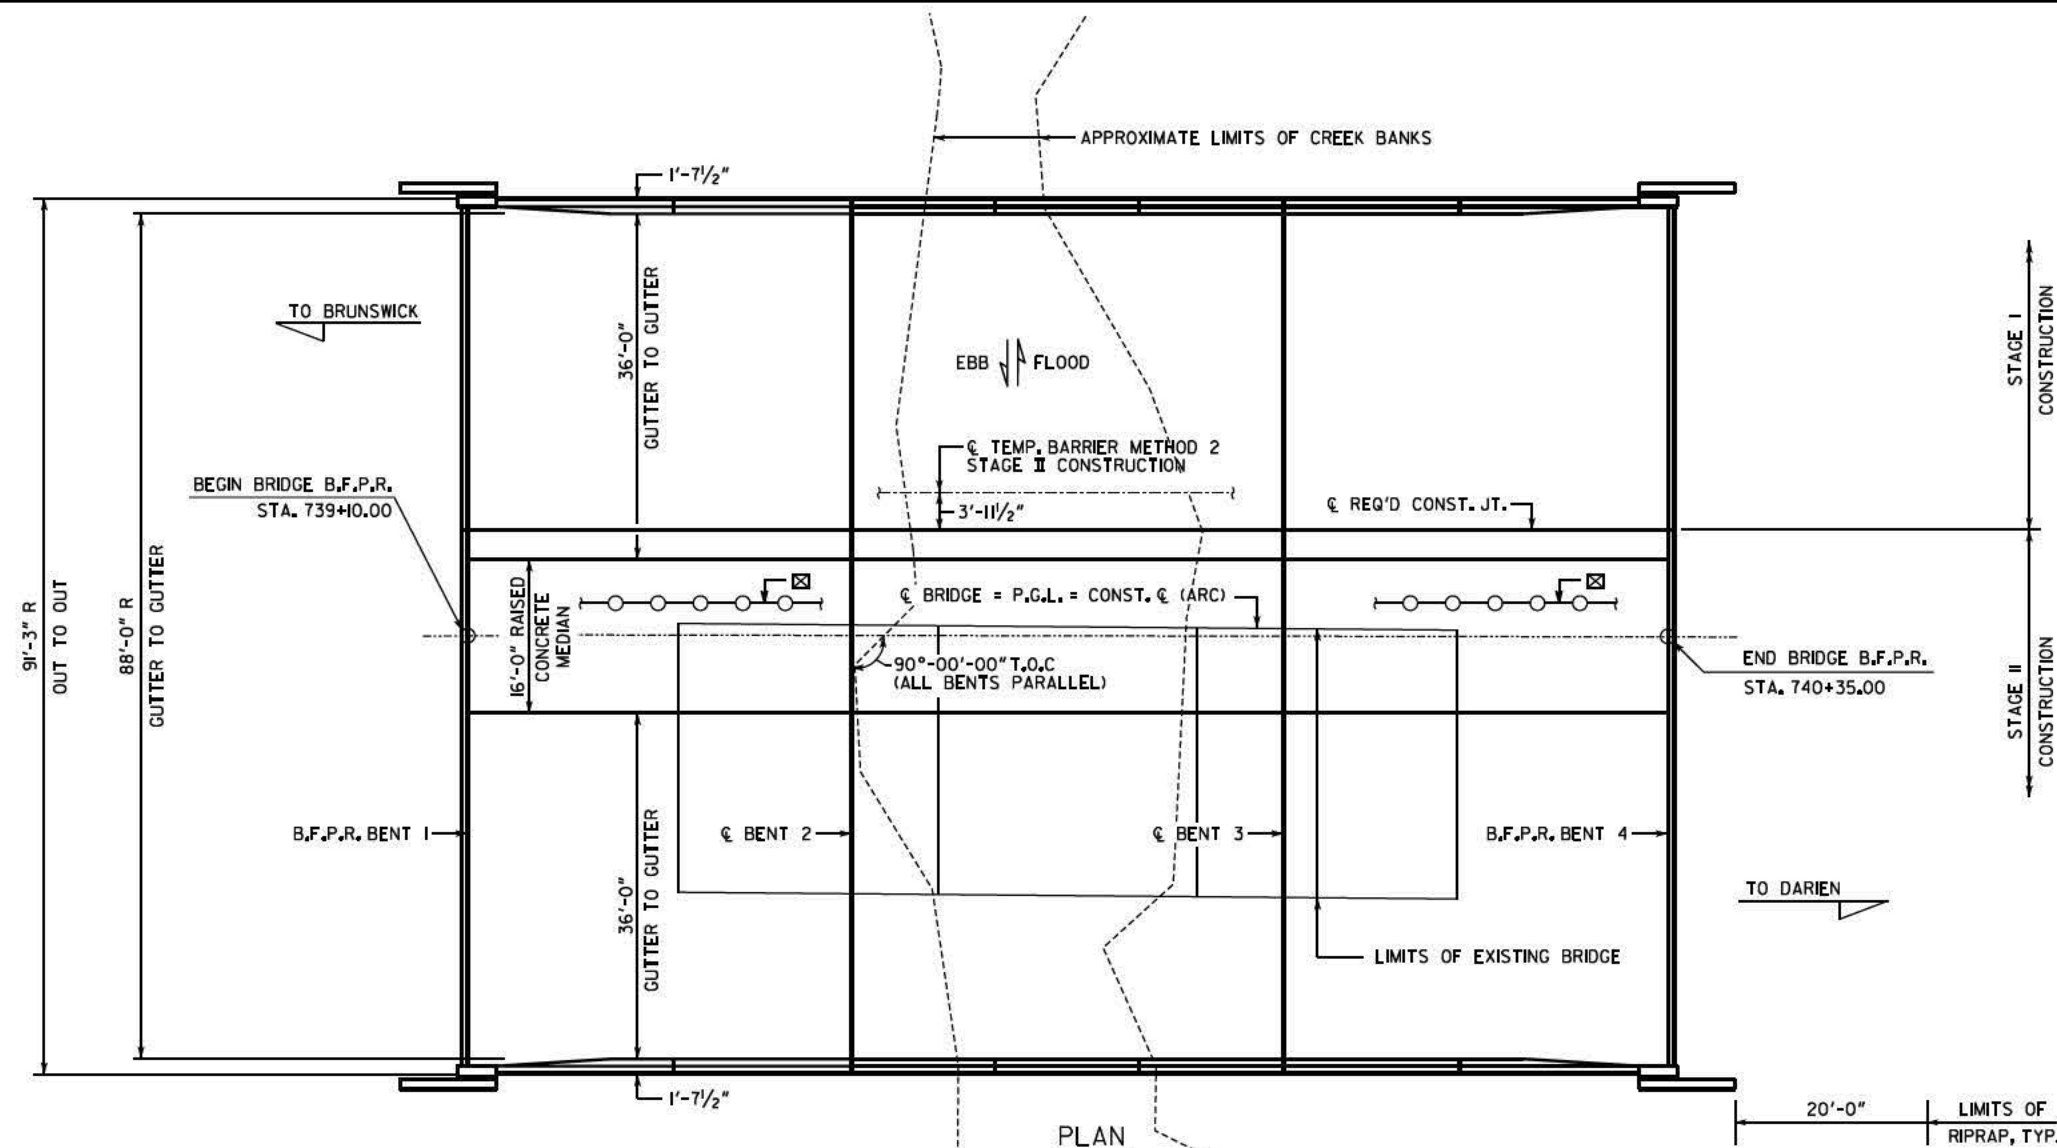 APPROXIMATE LIMITS OF CREEK BANKS
1'-7½"
TO BRUNSWICK
36'-0"
GUTTER TO GUTTER
EBB
FLOOD
STAGE I
CONSTRUCTION
℄ TEMP. BARRIER METHOD 2
STAGE II CONSTRUCTION
3'-11½"
℄ REQ'D CONST. JT.
BEGIN BRIDGE B.F.P.R.
STA. 739+10.00
91'-3" R
OUT TO OUT
88'-0" R
GUTTER TO GUTTER
16'-0" RAISED
CONCRETE
MEDIAN
℄ BRIDGE = P.G.L. = CONST. ℄ (ARC)
90°-00'-00" T.O.C
(ALL BENTS PARALLEL)
END BRIDGE B.F.P.R.
STA. 740+35.00
STAGE II
CONSTRUCTION
B.F.P.R. BENT 1
℄ BENT 2
℄ BENT 3
B.F.P.R. BENT 4
36'-0"
GUTTER TO GUTTER
TO DARIEN
LIMITS OF EXISTING BRIDGE
1'-7½"
PLAN
20'-0"
LIMITS OF
RIPRAP, TYP.